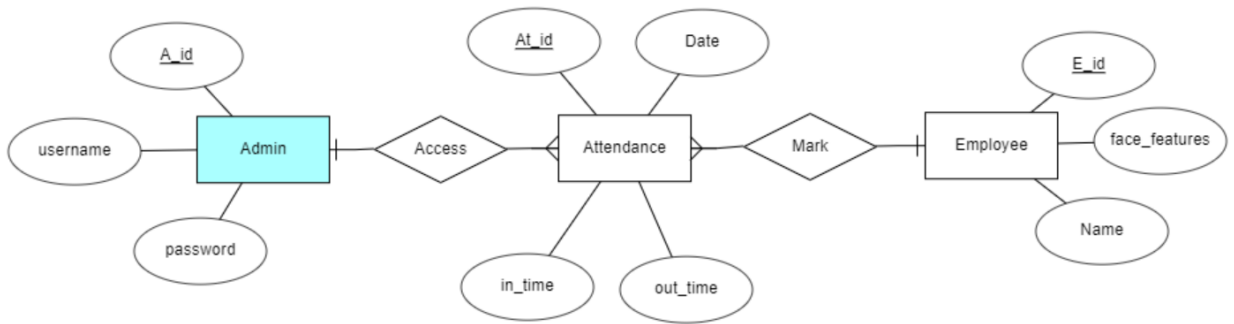 At_id
Date
A_id
E_id
username
Admin
Access
Attendance
Mark
Employee
face_features
password
Name
in_time
out_time